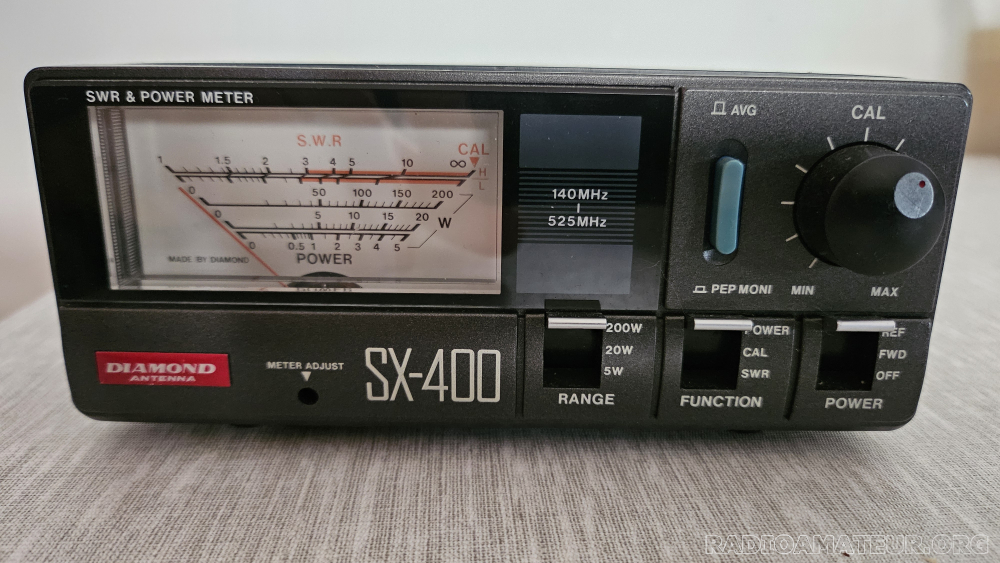 SWR & POWER METER
S.W.R
CAL
1 1.5 2 3 4 5 10 ∞ H
L
0 50 100 150 200
0 5 10 15 20 W
0 0.5 1 2 3 4 5
MADE BY DIAMOND
POWER
140MHz
525MHz
AVG
PEP MONI
CAL
MIN
MAX
DIAMOND
ANTENNA
METER ADJUST
SX-400
200W
20W
5W
RANGE
POWER
CAL
SWR
FUNCTION
REF
FWD
OFF
POWER
RADIOAMATEUR.ORG